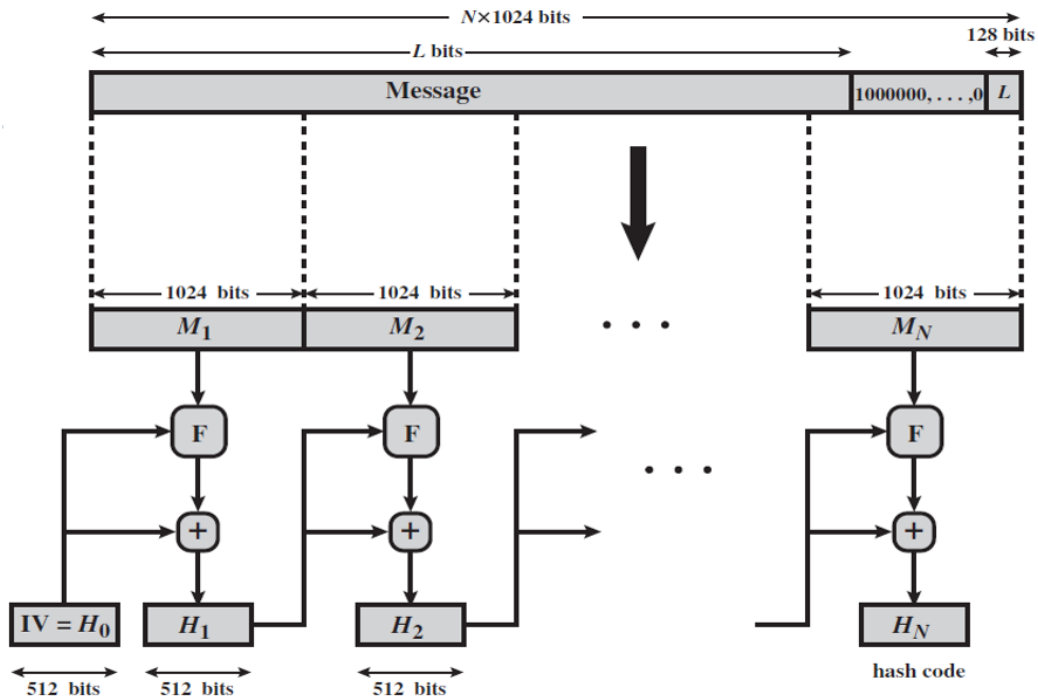 N×1024 bits
L bits
128 bits
Message
1000000, . . . ,0
L
1024 bits
1024 bits
1024 bits
M1
M2
. . .
MN
F
F
F
. . .
+
+
+
IV = H0
H1
H2
HN
hash code
512 bits
512 bits
512 bits